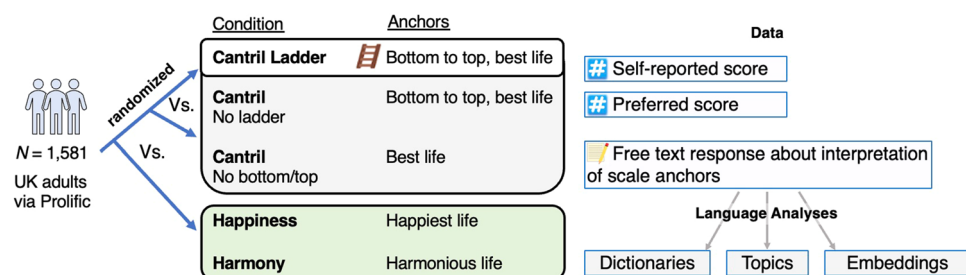 Condition
Anchors
Data
Cantril Ladder
Bottom to top, best life
Cantril
No ladder
Bottom to top, best life
Cantril
No bottom/top
Best life
Happiness
Happiest life
Harmony
Harmonious life
randomized
Vs.
Vs.
N = 1,581
UK adults
via Prolific
# Self-reported score
# Preferred score
Free text response about interpretation
of scale anchors
Language Analyses
Dictionaries
Topics
Embeddings